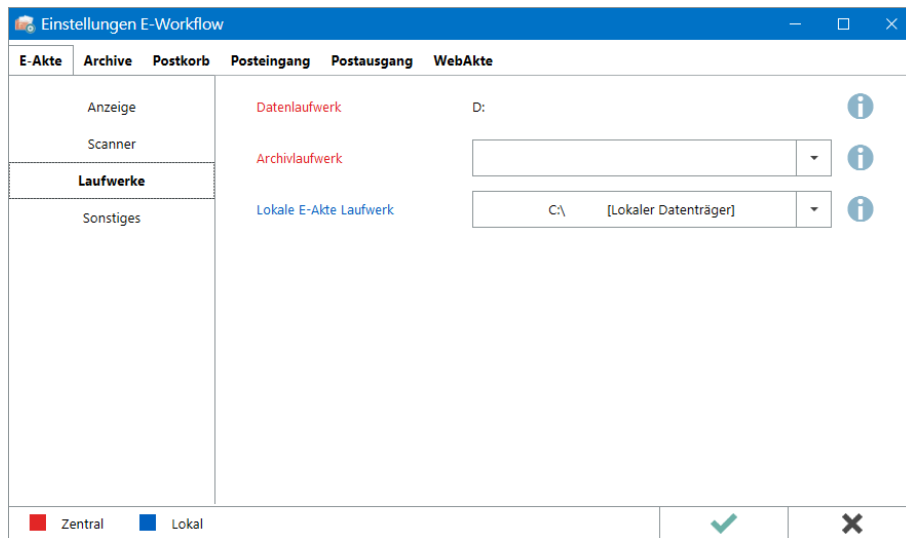 Einstellungen E-Workflow
E-Akte Archive Postkorb Posteingang Postausgang WebAkte
Anzeige
Scanner
Laufwerke
Sonstiges
Datenlaufwerk D:
Archivlaufwerk
Lokale E-Akte Laufwerk C:\ [Lokaler Datenträger]
Zentral Lokal